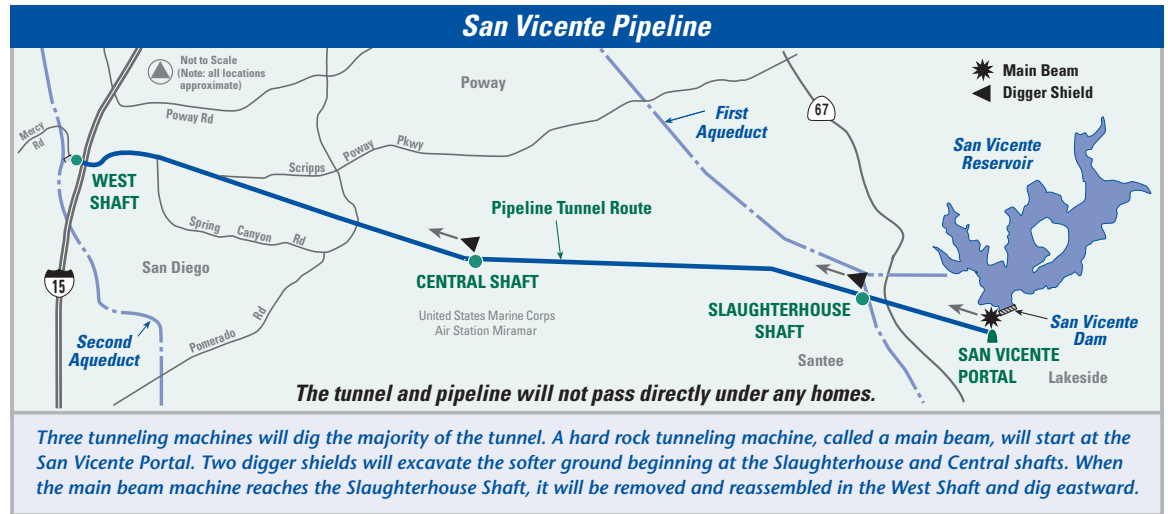 San Vicente Pipeline
Not to Scale
(Note: all locations
approximate)
Poway
Main Beam
Digger Shield
Mercy
Rd
Poway Rd
First
Aqueduct
67
San Vicente
Reservoir
Scripps Poway Pkwy
WEST
SHAFT
Pipeline Tunnel Route
Spring Canyon Rd
San Diego
15
CENTRAL SHAFT
United States Marine Corps
Air Station Miramar
SLAUGHTERHOUSE
SHAFT
Second
Aqueduct
Pomerado Rd
San Vicente
Dam
Santee
SAN VICENTE
PORTAL
Lakeside
The tunnel and pipeline will not pass directly under any homes.
Three tunneling machines will dig the majority of the tunnel. A hard rock tunneling machine, called a main beam, will start at the
San Vicente Portal. Two digger shields will excavate the softer ground beginning at the Slaughterhouse and Central shafts. When
the main beam machine reaches the Slaughterhouse Shaft, it will be removed and reassembled in the West Shaft and dig eastward.